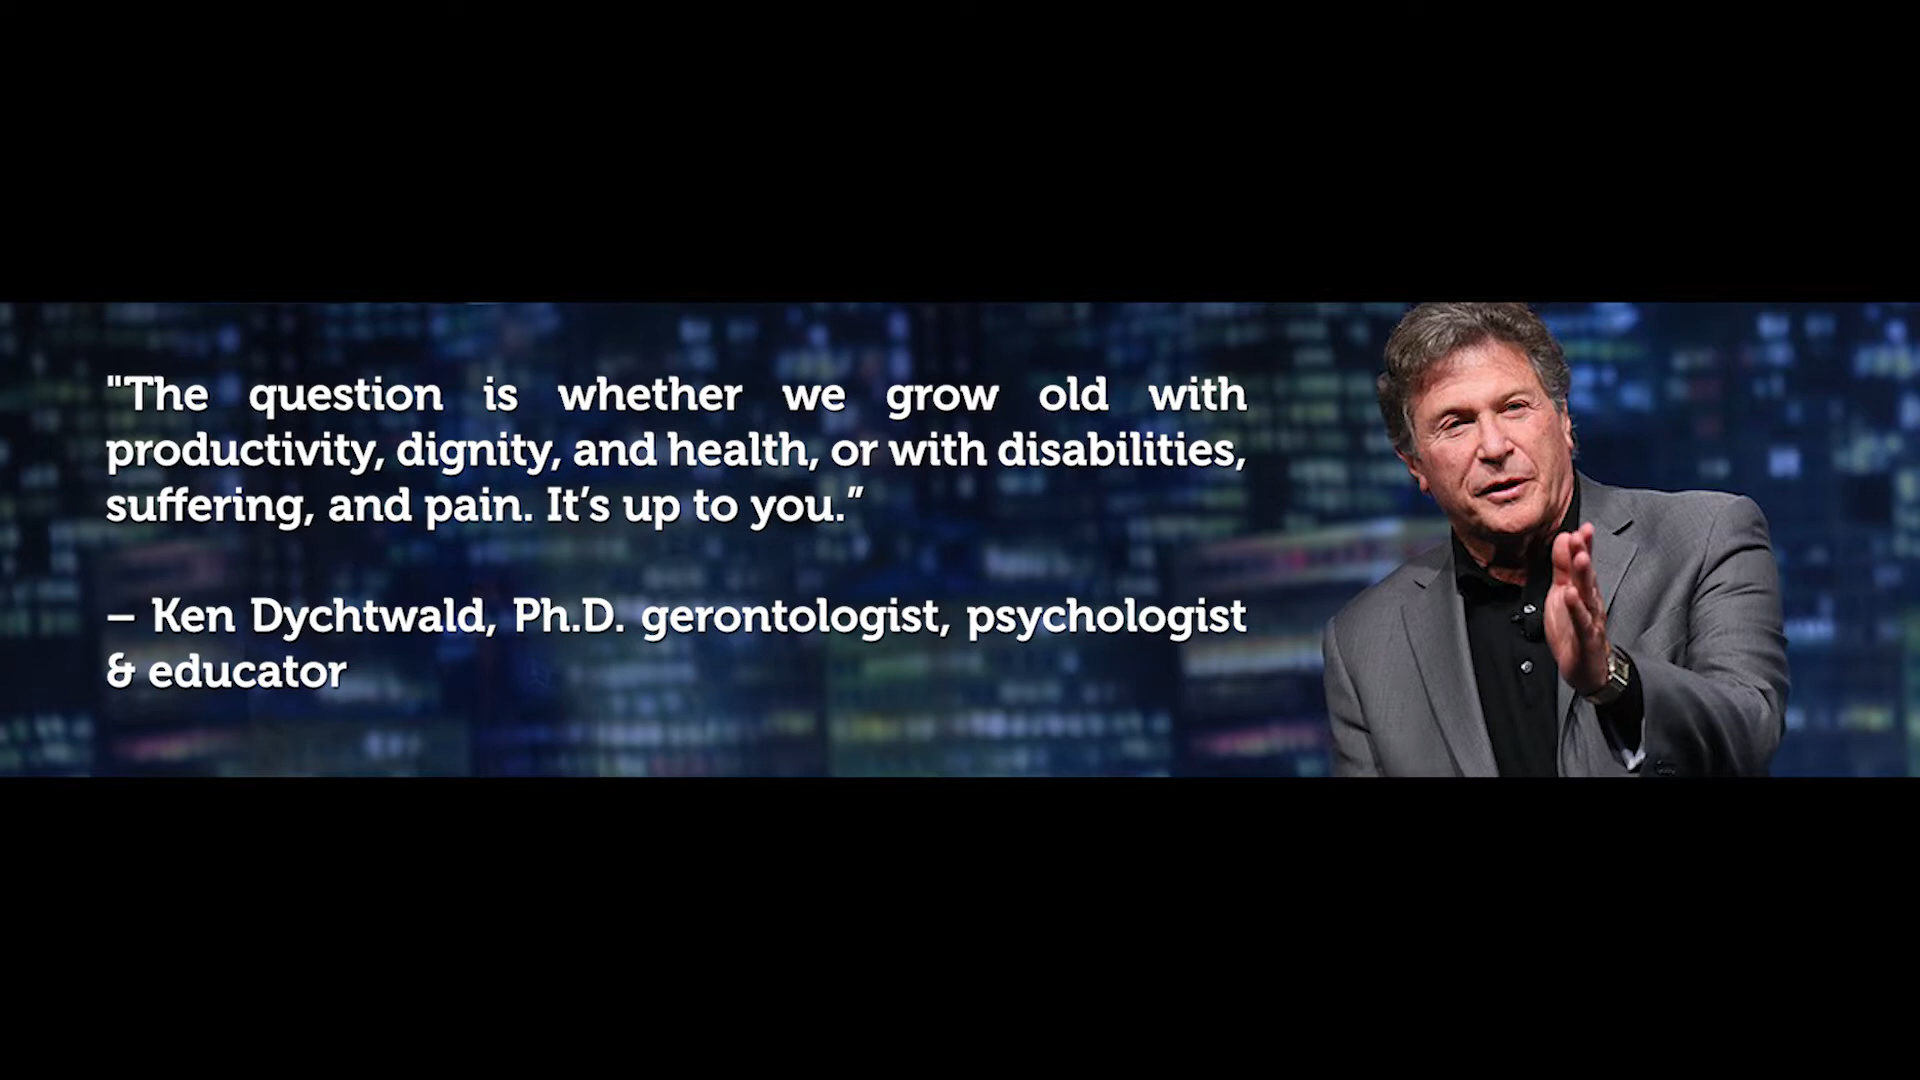 "The question is whether we grow old with
productivity, dignity, and health, or with disabilities,
suffering, and pain. It’s up to you.”
– Ken Dychtwald, Ph.D. gerontologist, psychologist
& educator